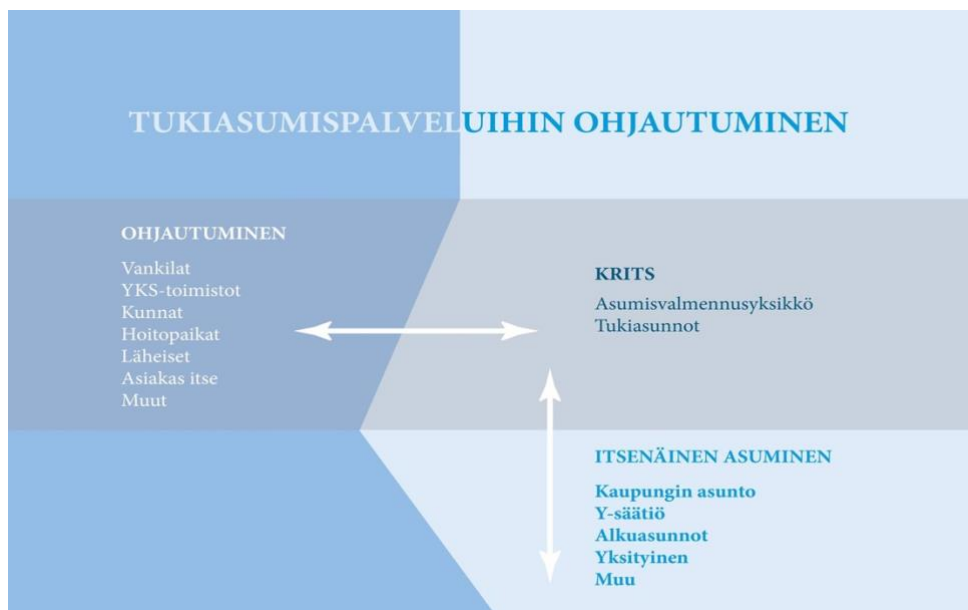 TUKIASUMISPALVELUIHIN OHJAUTUMINEN
OHJAUTUMINEN
Vankilat
YKS-toimistot
Kunnat
Hoitopaikat
Läheiset
Asiakas itse
Muut
KRITS
Asumisvalmennusyksikkö
Tukiasunnot
ITSENÄINEN ASUMINEN
Kaupungin asunto
Y-säätiö
Alkuasunnot
Yksityinen
Muu